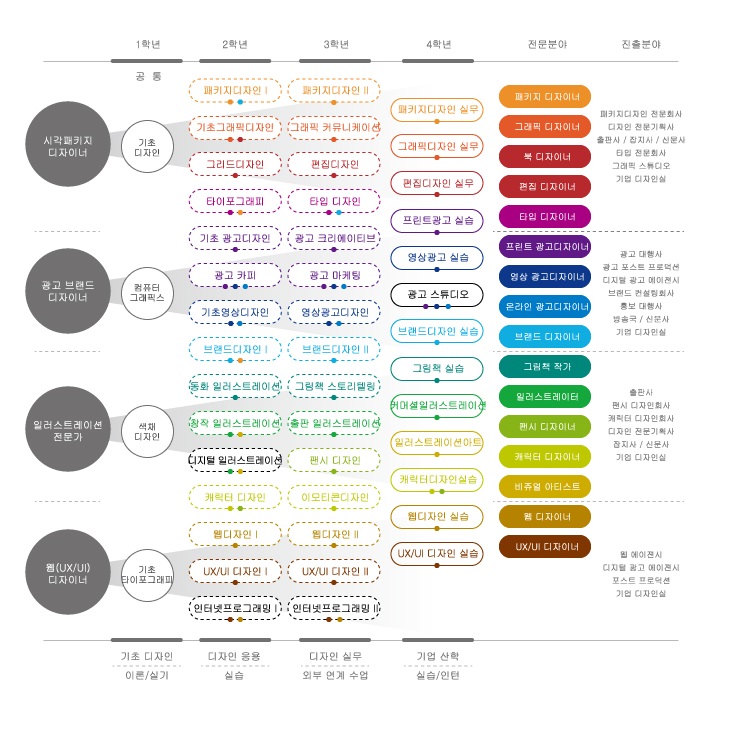 1학년 2학년 3학년 4학년 전문분야 진출분야
공 통
시각패키지
디자이너
기초
디자인
광고 브랜드
디자이너
컴퓨터
그래픽스
일러스트레이션
전문가
색채
디자인
웹(UX/UI)
디자이너
기초
타이포그래피
패키지디자인 Ⅰ
기초그래픽디자인
그리드디자인
타이포그래피
기초 광고디자인
광고 카피
기초영상디자인
브랜드디자인 Ⅰ
동화 일러스트레이션
창작 일러스트레이션
디지털 일러스트레이션
캐릭터 디자인
웹디자인 Ⅰ
UX/UI 디자인 Ⅰ
인터넷프로그래밍 Ⅰ
패키지디자인 Ⅱ
그래픽 커뮤니케이션
편집디자인
타입 디자인
광고 크리에이티브
광고 마케팅
영상광고디자인
브랜드디자인 Ⅱ
그림책 스토리텔링
출판 일러스트레이션
팬시 디자인
이모티콘디자인
웹디자인 Ⅱ
UX/UI 디자인 Ⅱ
인터넷프로그래밍 Ⅱ
패키지디자인 실무
그래픽디자인 실무
편집디자인 실무
프린트광고 실습
영상광고 실습
광고 스튜디오
브랜드디자인 실습
그림책 실습
커머셜일러스트레이션
일러스트레이션아트
캐릭터디자인실습
웹디자인 실습
UX/UI 디자인 실습
패키지 디자이너
그래픽 디자이너
북 디자이너
편집 디자이너
타입 디자이너
프린트 광고디자이너
영상 광고디자이너
온라인 광고디자이너
브랜드 디자이너
그림책 작가
일러스트레이터
팬시 디자이너
캐릭터 디자이너
비쥬얼 아티스트
웹 디자이너
UX/UI 디자이너
패키지디자인 전문회사
디자인 전문기획사
출판사 / 잡지사 / 신문사
타입 전문회사
그래픽 스튜디오
기업 디자인실
광고 대행사
광고 포스트 프로덕션
디지털 광고 에이전시
브랜드 컨설팅회사
홍보 대행사
방송국 / 신문사
기업 디자인실
출판사
팬시 디자인회사
캐릭터 디자인회사
디자인 전문기획사
잡지사 / 신문사
기업 디자인실
웹 에이젼시
디지털 광고 에이젼시
포스트 프로덕션
기업 디자인실
기초 디자인 디자인 응용 디자인 실무 기업 산학
이론/실기 실습 외부 연계 수업 실습/인턴